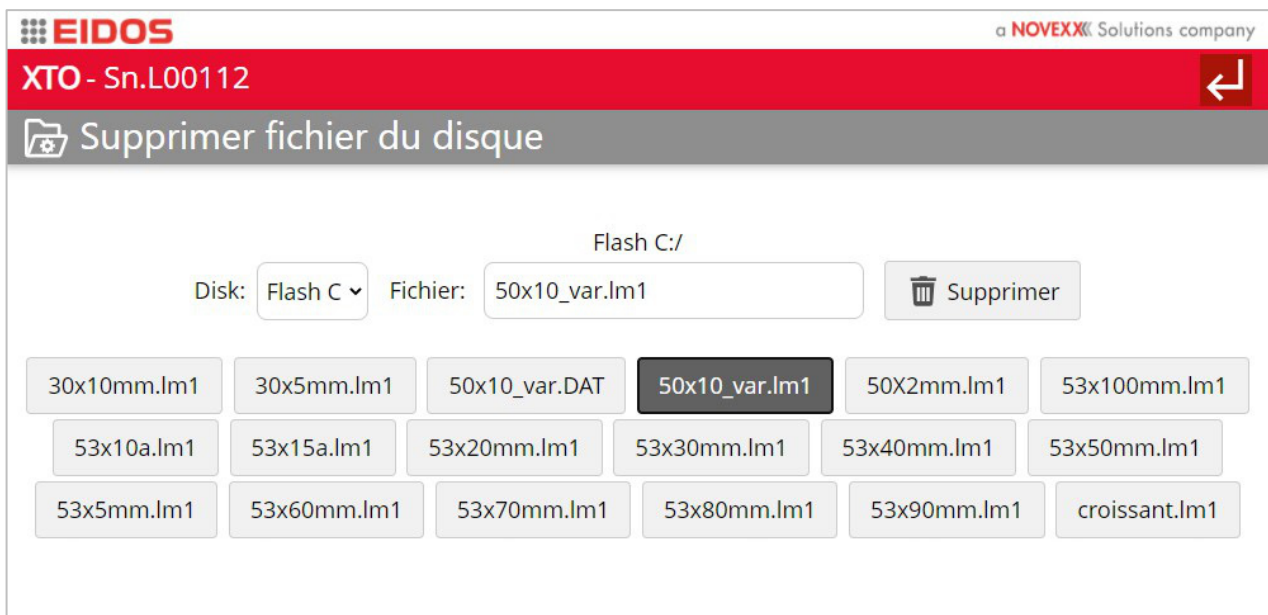 EIDOS a NOVEXX Solutions company
XTO - Sn.L00112
Supprimer fichier du disque
Flash C:/
Disk: Flash C Fichier: 50x10_var.lm1 Supprimer
30x10mm.lm1 30x5mm.lm1 50x10_var.DAT 50x10_var.lm1 50X2mm.lm1 53x100mm.lm1
53x10a.lm1 53x15a.lm1 53x20mm.lm1 53x30mm.lm1 53x40mm.lm1 53x50mm.lm1
53x5mm.lm1 53x60mm.lm1 53x70mm.lm1 53x80mm.lm1 53x90mm.lm1 croissant.lm1